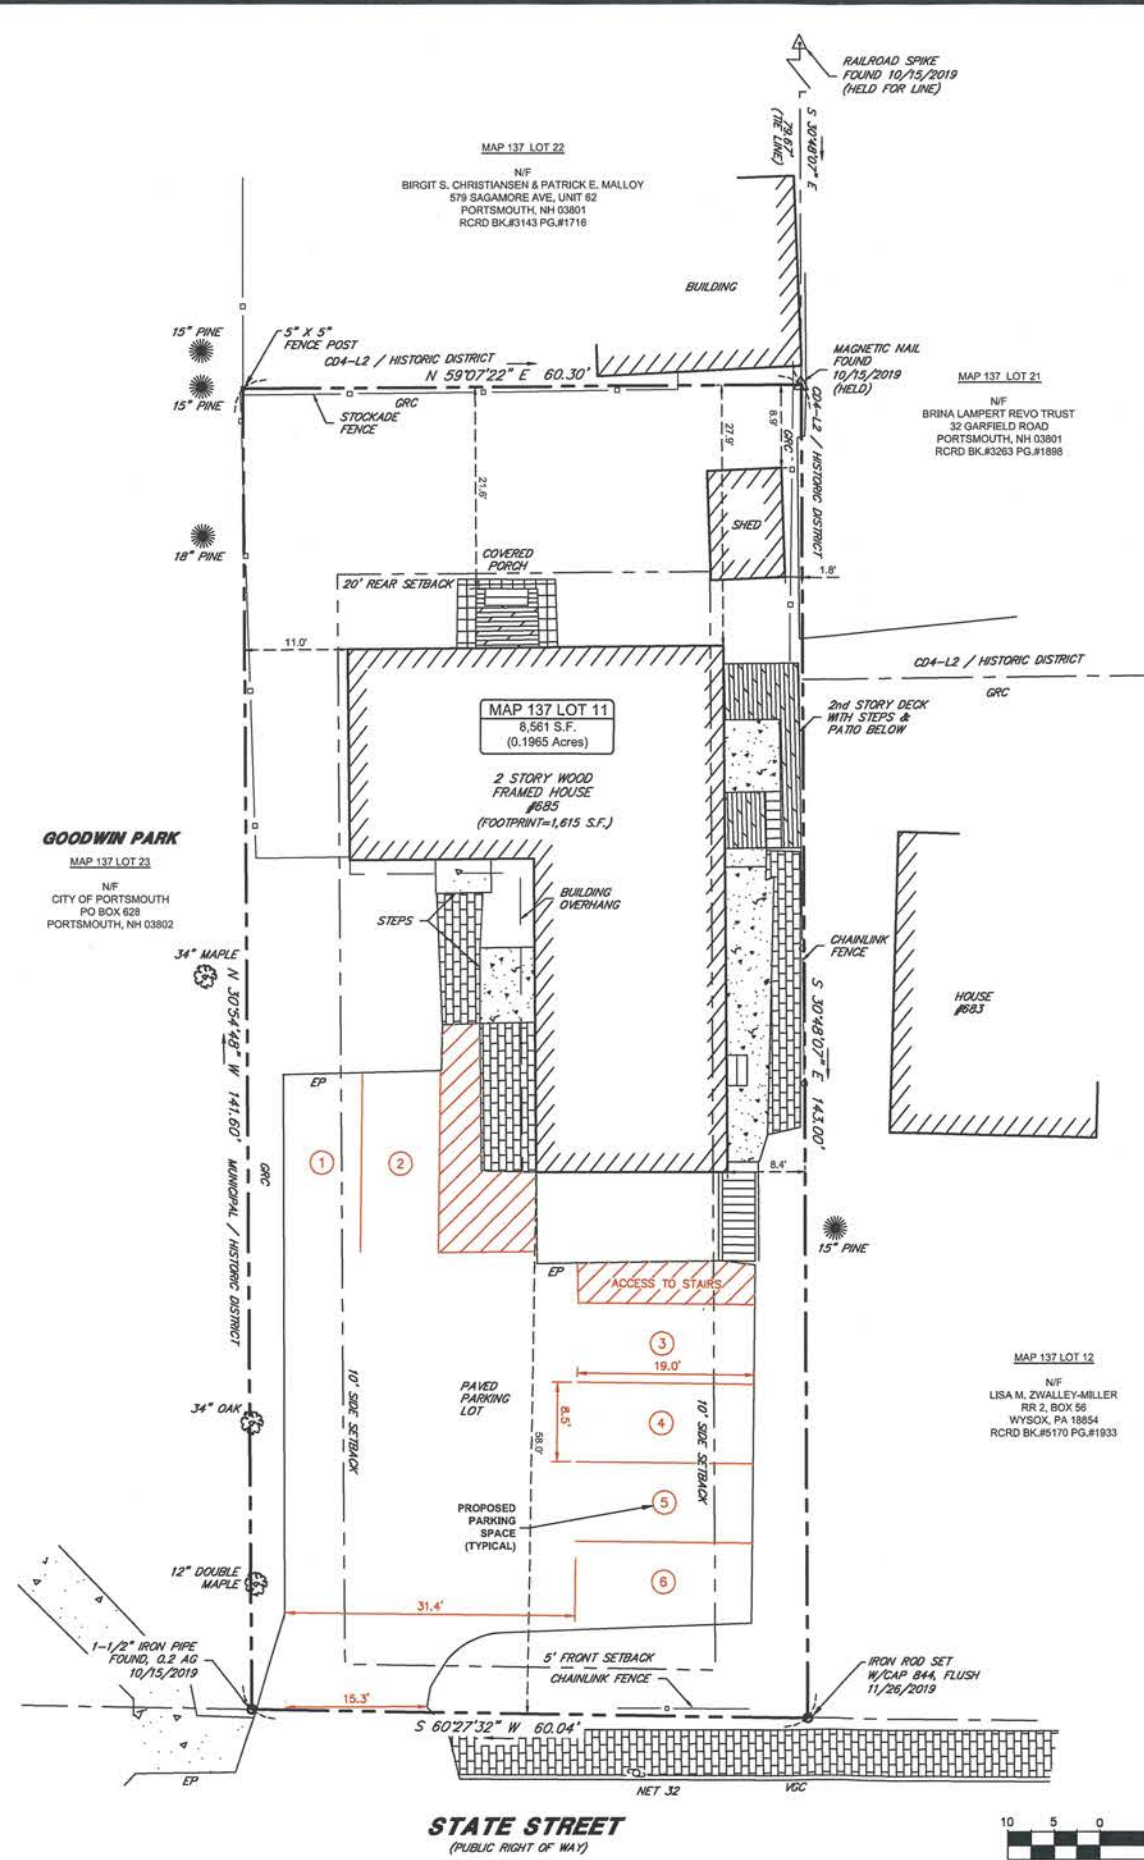 RAILROAD SPIKE
FOUND 10/15/2019
(HELD FOR LINE)
S 30°48'07" E
79.67'
(TIE LINE)
MAP 137 LOT 22
N/F
BIRGIT S. CHRISTIANSEN & PATRICK E. MALLOY
579 SAGAMORE AVE, UNIT 62
PORTSMOUTH, NH 03801
RCRD BK.#3143 PG.#1716
BUILDING
15" PINE
5" X 5"
FENCE POST
CD4-L2 / HISTORIC DISTRICT
N 59°07'22" E 60.30'
GRC
15" PINE
STOCKADE
FENCE
MAGNETIC NAIL
FOUND
10/15/2019
(HELD)
MAP 137 LOT 21
N/F
BRINA LAMPERT REVO TRUST
32 GARFIELD ROAD
PORTSMOUTH, NH 03801
RCRD BK.#3263 PG.#1898
CD4-L2 / HISTORIC DISTRICT
GRC
8.9'
27.9'
21.6'
18" PINE
SHED
COVERED
PORCH
20' REAR SETBACK
1.8'
11.0'
CD4-L2 / HISTORIC DISTRICT
GRC
MAP 137 LOT 11
8,561 S.F.
(0.1965 Acres)
2nd STORY DECK
WITH STEPS &
PATIO BELOW
2 STORY WOOD
FRAMED HOUSE
#685
(FOOTPRINT=1,615 S.F.)
GOODWIN PARK
MAP 137 LOT 23
N/F
CITY OF PORTSMOUTH
PO BOX 628
PORTSMOUTH, NH 03802
BUILDING
OVERHANG
STEPS
34" MAPLE
CHAINLINK
FENCE
HOUSE
#683
N 30°54'48" W 141.60'
MUNICIPAL / HISTORIC DISTRICT
GRC
S 30°48'07" E 143.00'
EP
1
2
8.4'
15" PINE
EP
ACCESS TO STAIRS
3
19.0'
MAP 137 LOT 12
N/F
LISA M. ZWALLEY-MILLER
RR 2, BOX 56
WYSOX, PA 18854
RCRD BK.#5170 PG.#1933
34" OAK
10' SIDE SETBACK
PAVED
PARKING
LOT
8.5'
58.0'
4
10' SIDE SETBACK
5
PROPOSED
PARKING
SPACE
(TYPICAL)
6
12" DOUBLE
MAPLE
31.4'
1-1/2" IRON PIPE
FOUND, 0.2 AG
10/15/2019
5' FRONT SETBACK
CHAINLINK FENCE
IRON ROD SET
W/CAP 844, FLUSH
11/26/2019
15.3'
S 60°27'32" W 60.04'
EP
NET 32
VGC
STATE STREET
(PUBLIC RIGHT OF WAY)
10 5 0